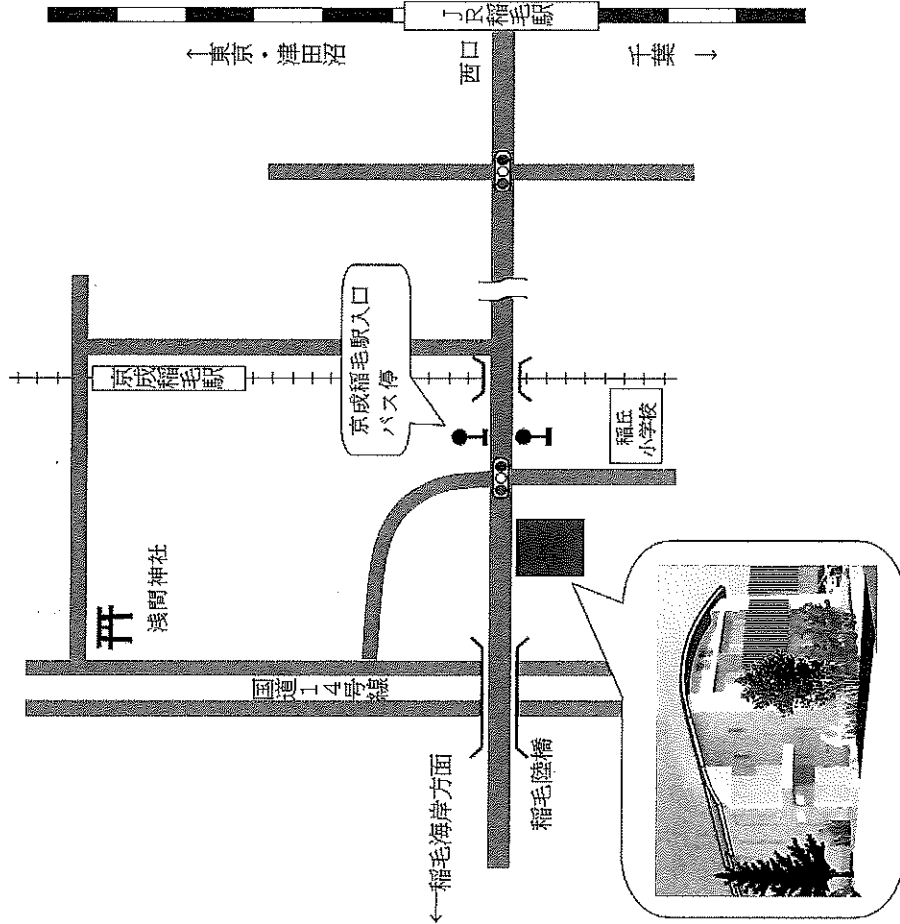 JR稲毛駅
←東京・津田沼
千葉→
西口
京成稲毛駅
京成稲毛駅入口
バス停
稲丘
小学校
浅間神社
国道14号線
←稲毛海岸方面
稲毛陸橋